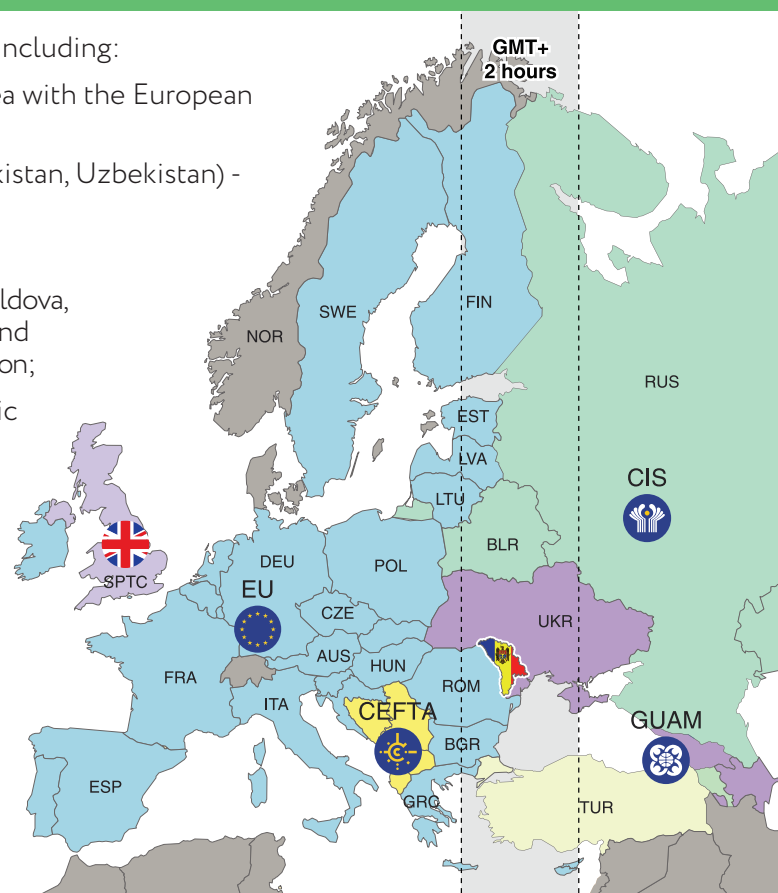 ncluding:
ea with the European
kistan, Uzbekistan) -
ldova,
nd
on;
ic
GMT+
2 hours
NOR
SWE
FIN
RUS
EST
LVA
LTU
CIS
BLR
SPTC
DEU
POL
EU
CZE
UKR
AUS
HUN
FRA
ROM
ITA
CEFTA
GUAM
BGR
ESP
GRC
TUR